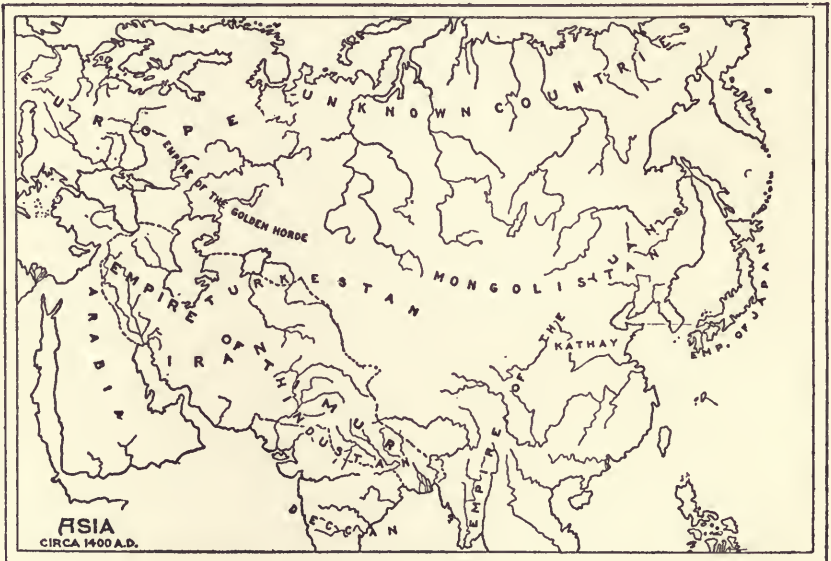 EUROPE
UNKNOWN COUNTRIES
EMPIRE OF THE GOLDEN HORDE
TURKESTAN
MONGOLISTAN
EMPIRE OF TIMUR
IRAN
ARABIA
HINDUSTAN
DECCAN
EMPIRE OF THE
KATHAY
EMP. OF JAPAN
ASIA
CIRCA 1400 A.D.